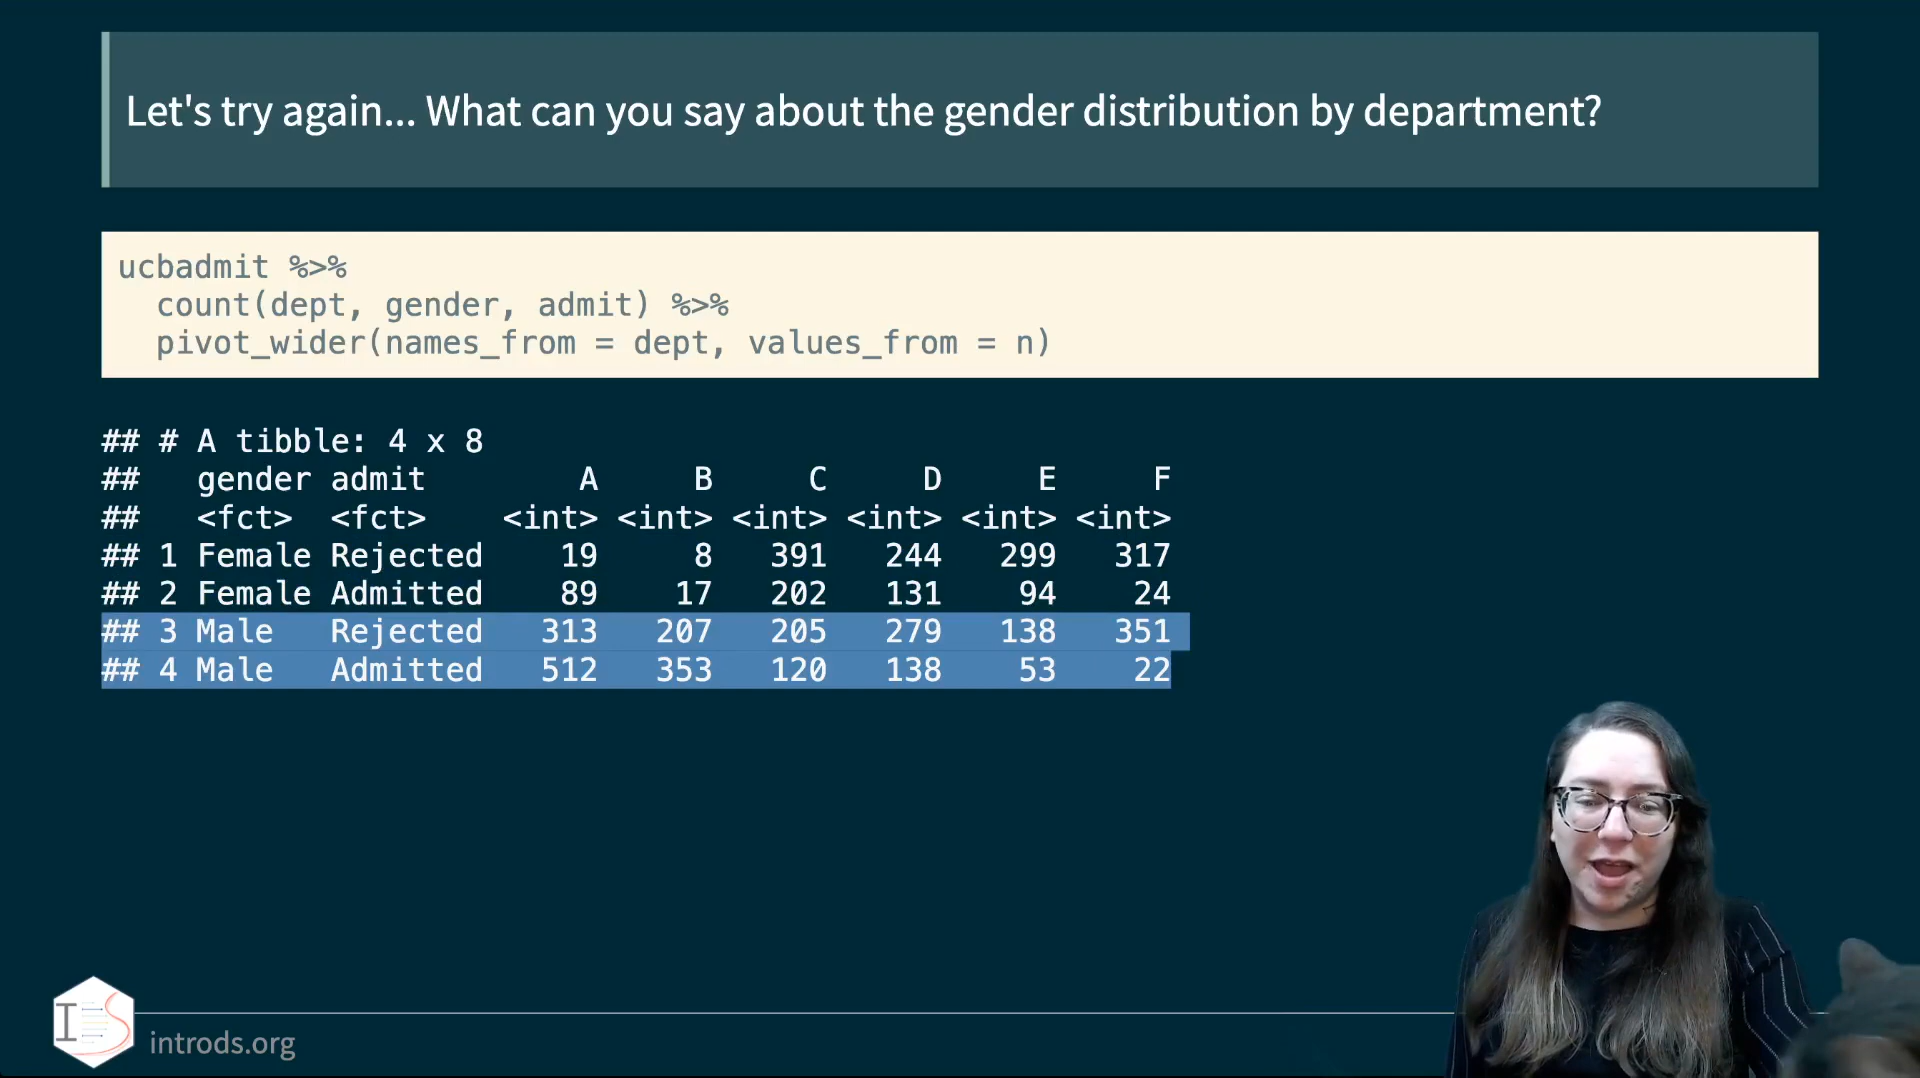 Let's try again... What can you say about the gender distribution by department?
ucbadmit %>%
  count(dept, gender, admit) %>%
  pivot_wider(names_from = dept, values_from = n)
## # A tibble: 4 x 8
##   gender admit        A     B     C     D     E     F
##   <fct>  <fct>    <int> <int> <int> <int> <int> <int>
## 1 Female Rejected    19     8   391   244   299   317
## 2 Female Admitted    89    17   202   131    94    24
## 3 Male   Rejected   313   207   205   279   138   351
## 4 Male   Admitted   512   353   120   138    53    22
IS
introds.org